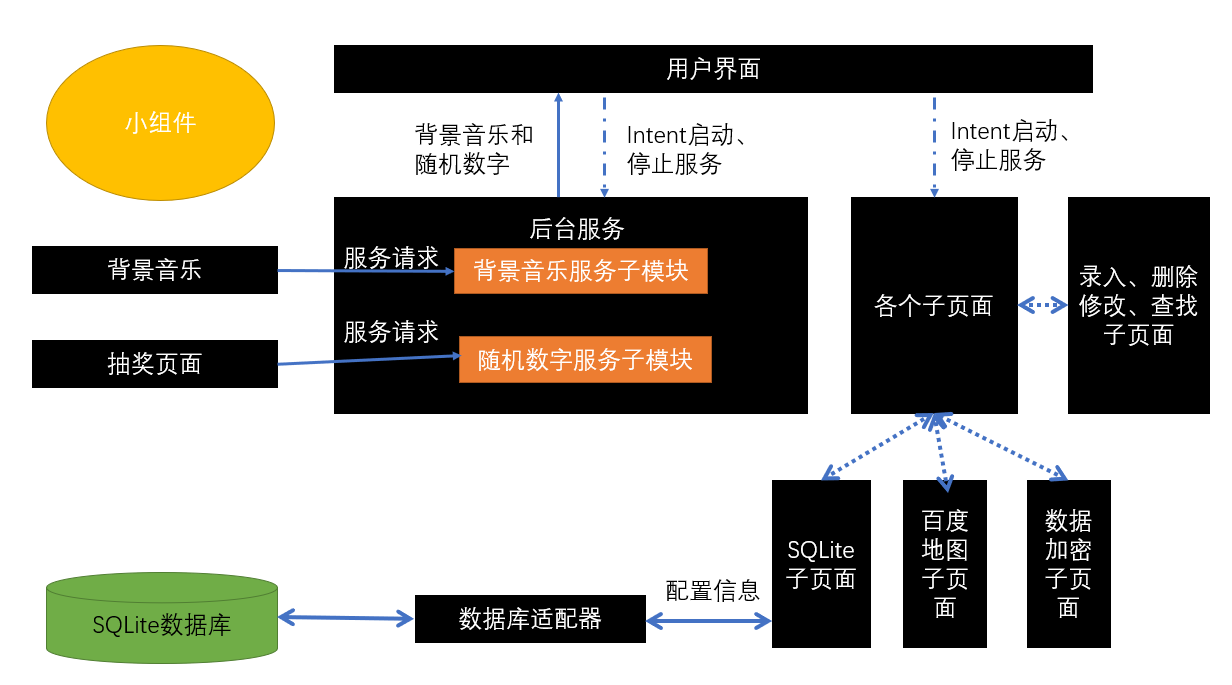 用户界面
小组件
背景音乐和
随机数字
Intent启动、
停止服务
Intent启动、
停止服务
后台服务
背景音乐
服务请求
背景音乐服务子模块
抽奖页面
服务请求
随机数字服务子模块
各个子页面
录入、删除
修改、查找
子页面
SQLite
子页面
百度
地图
子页
面
数据
加密
子页
面
SQLite数据库
数据库适配器
配置信息